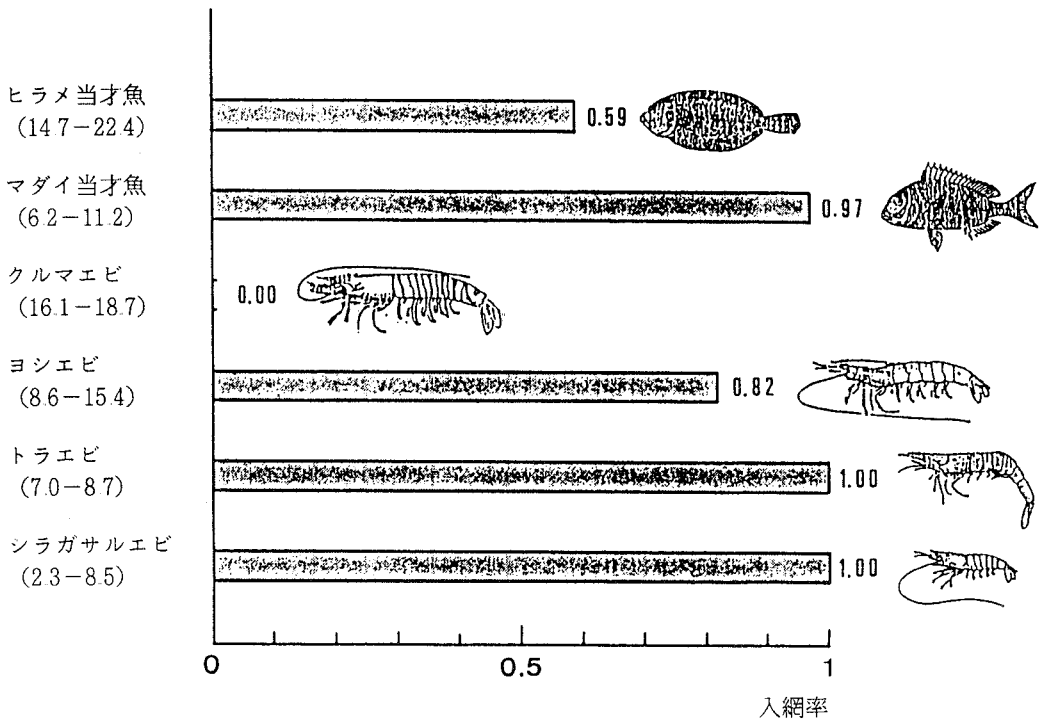 ヒラメ当才魚
(14.7－22.4)
0.59
マダイ当才魚
(6.2－11.2)
0.97
クルマエビ
(16.1－18.7)
0.00
ヨシエビ
(8.6－15.4)
0.82
トラエビ
(7.0－8.7)
1.00
シラガサルエビ
(2.3－8.5)
1.00
0 0.5 1
入網率